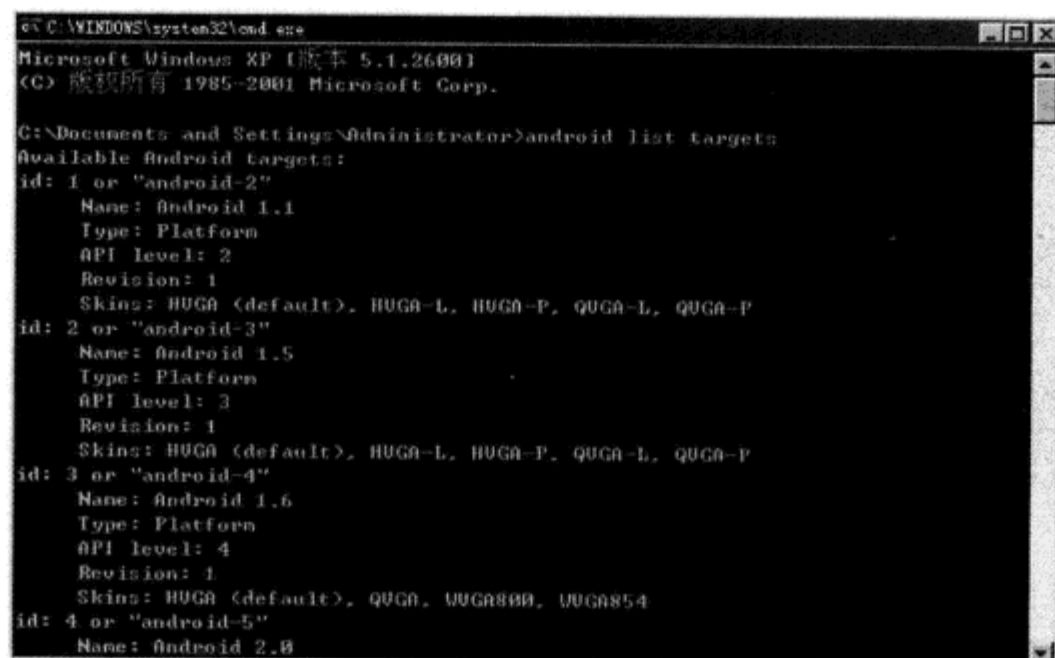 C:\WINDOWS\system32\cmd.exe
Microsoft Windows XP [版本 5.1.2600]
(C) 版权所有 1985-2001 Microsoft Corp.
C:\Documents and Settings\Administrator>android list targets
Available Android targets:
id: 1 or "android-2"
Name: Android 1.1
Type: Platform
API level: 2
Revision: 1
Skins: HVGA (default), HVGA-L, HVGA-P, QVGA-L, QVGA-P
id: 2 or "android-3"
Name: Android 1.5
Type: Platform
API level: 3
Revision: 1
Skins: HVGA (default), HVGA-L, HVGA-P, QVGA-L, QVGA-P
id: 3 or "android-4"
Name: Android 1.6
Type: Platform
API level: 4
Revision: 1
Skins: HVGA (default), QVGA, WVGA800, WVGA854
id: 4 or "android-5"
Name: Android 2.0